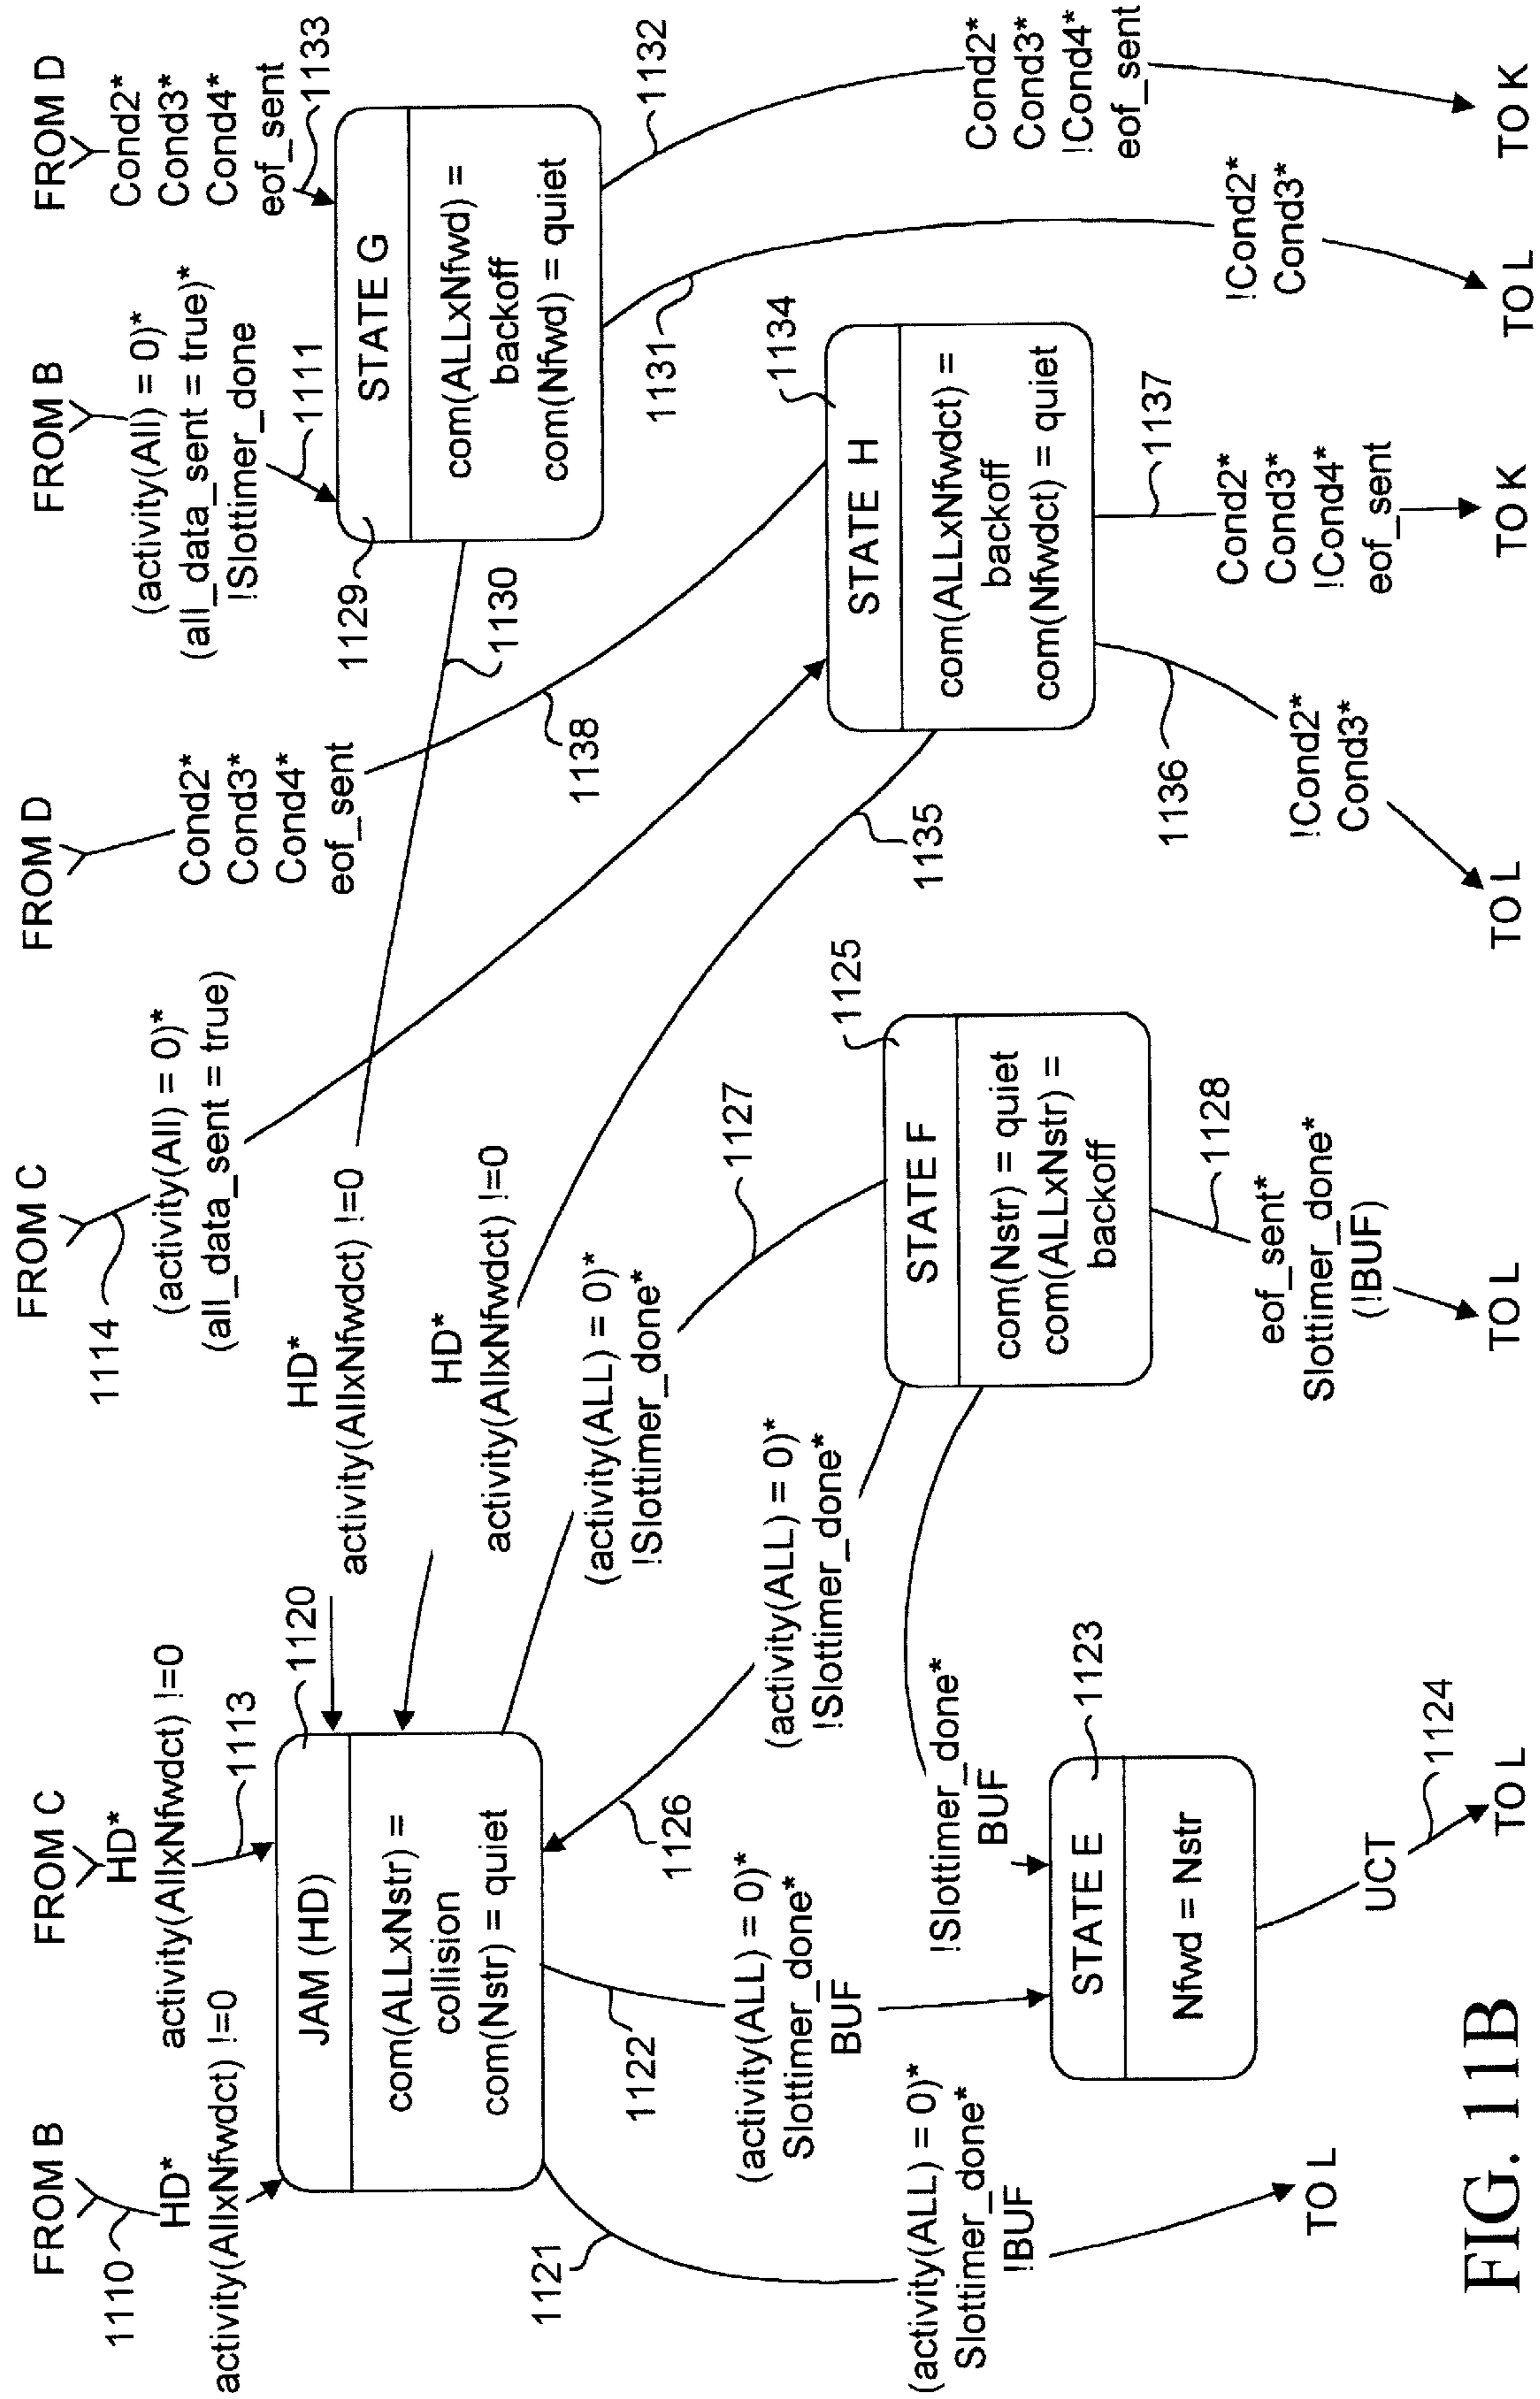 FROM B
1110
HD*
activity(AllxNfwdct) !=0
FROM C
HD*
activity(AllxNfwdct) !=0
1113
1120
JAM (HD)
com(ALLxNstr) =
collision
com(Nstr) = quiet
FROM C
1114
(activity(All) = 0)*
(all_data_sent = true)
FROM D
Cond2*
Cond3*
Cond4*
eof_sent
1138
FROM B
(activity(All) = 0)*
(all_data_sent = true)*
!Slottimer_done
1111
FROM D
Cond2*
Cond3*
Cond4*
eof_sent
1133
1129
STATE G
com(ALLxNfwd) =
backoff
com(Nfwd) = quiet
1130
HD*
activity(AllxNfwdct) !=0
HD*
activity(AllxNfwdct) !=0
1135
(activity(ALL) = 0)*
!Slottimer_done*
1127
1121
(activity(ALL) = 0)*
Slottimer_done*
!BUF
TO L
1122
(activity(ALL) = 0)*
Slottimer_done*
BUF
1126
(activity(ALL) = 0)*
!Slottimer_done*
!Slottimer_done*
BUF
1123
STATE E
Nfwd = Nstr
UCT
1124
TO L
1125
STATE F
com(Nstr) = quiet
com(ALLxNstr) =
backoff
1128
eof_sent*
Slottimer_done*
(!BUF)
TO L
1134
STATE H
com(ALLxNfwdct) =
backoff
com(Nfwdct) = quiet
1136
!Cond2*
Cond3*
TO L
1137
Cond2*
Cond3*
!Cond4*
eof_sent
TO K
1131
!Cond2*
Cond3*
TO L
1132
Cond2*
Cond3*
!Cond4*
eof_sent
TO K
FIG. 11B